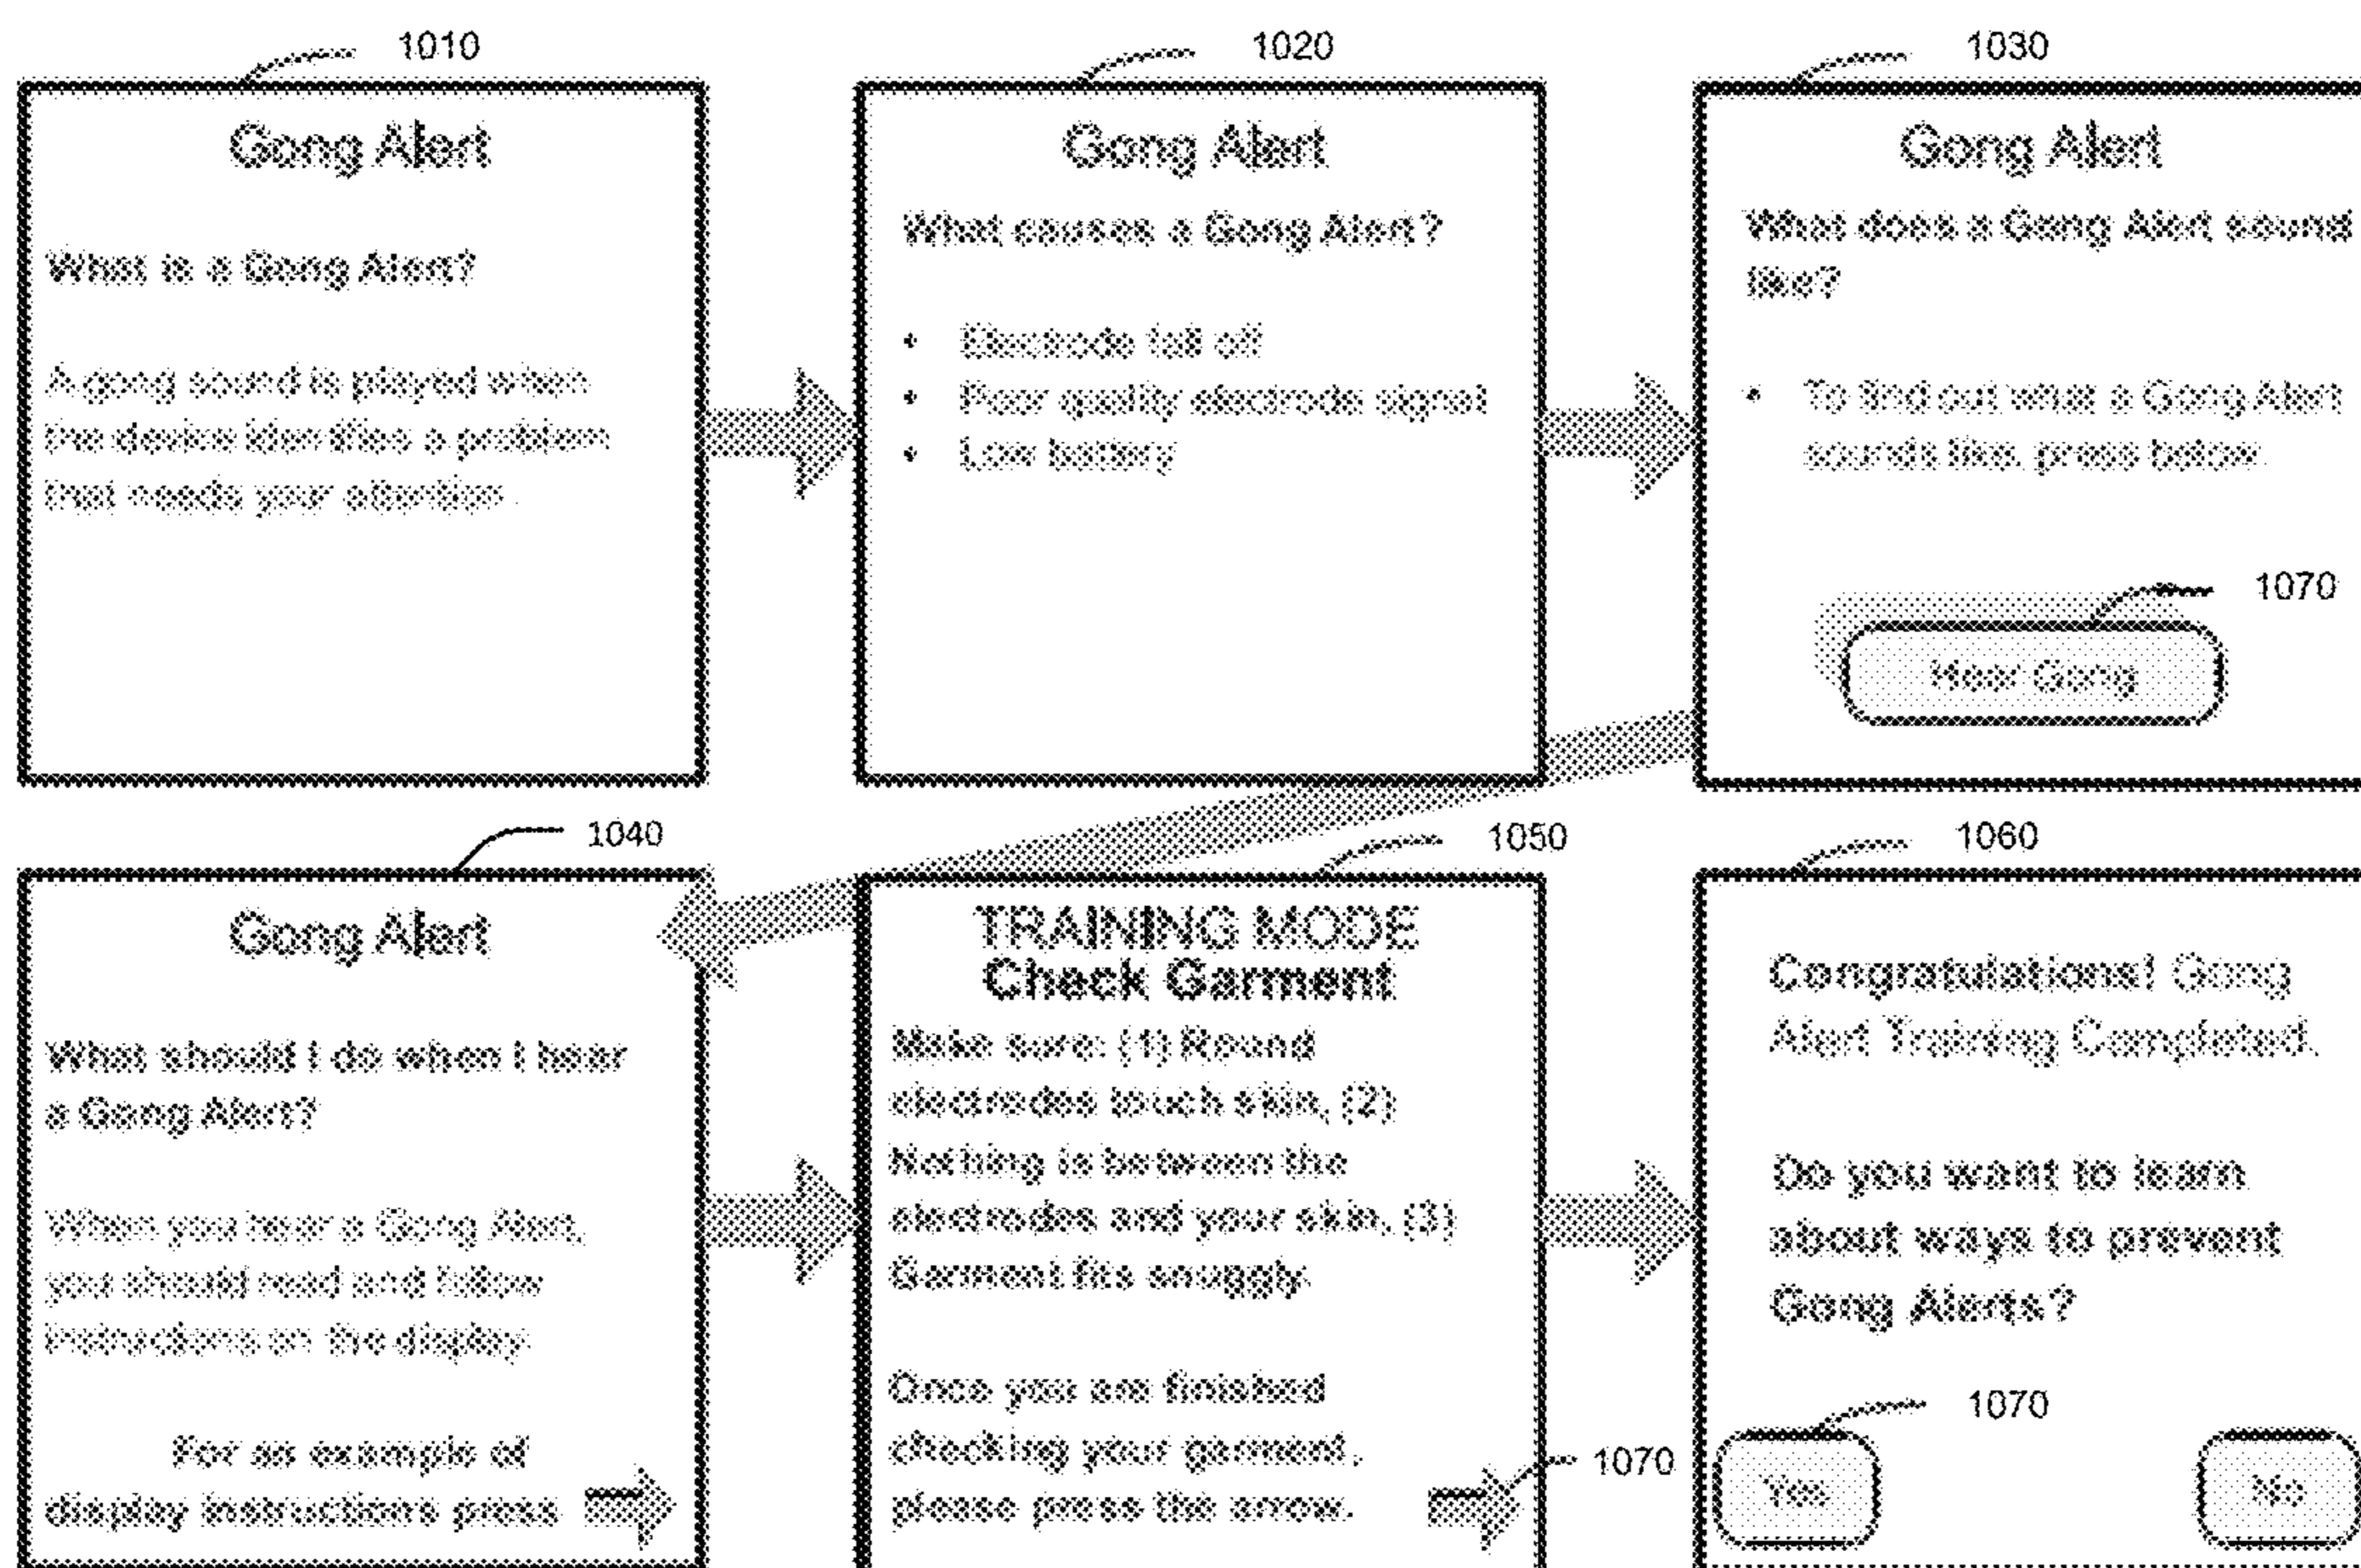 1010
Gong Alert
What is a Gong Alert?
A gong sound is played when
the device identifies a problem
that needs your attention.
1020
Gong Alert
What causes a Gong Alert?
• Electrode fall off
• Poor quality electrode signal
• Low battery
1030
Gong Alert
What does a Gong Alert sound
like?
• To find out what a Gong Alert
sounds like, press below.
1070
Hear Gong
1040
Gong Alert
What should I do when I hear
a Gong Alert?
When you hear a Gong Alert,
you should read and follow
instructions on the display.
For an example of
display instructions press
1050
TRAINING MODE
Check Garment
Make sure: (1) Round
electrodes touch skin, (2)
Nothing is between the
electrodes and your skin, (3)
Garment fits snuggly.
Once you are finished
checking your garment,
please press the arrow.
1070
1060
Congratulations! Gong
Alert Training Completed.
Do you want to learn
about ways to prevent
Gong Alerts?
1070
Yes
No